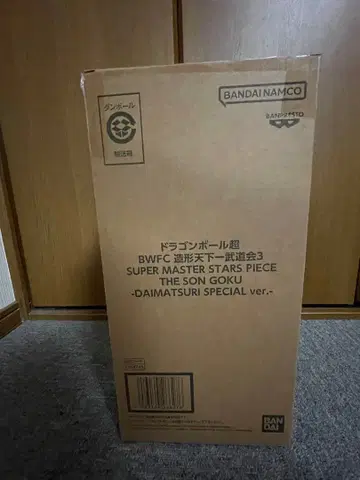 ダンボール
輸送箱
BANDAI NAMCO
BANPRESTO
ドラゴンボール超
BWFC 造形天下一武道会3
SUPER MASTER STARS PIECE
THE SON GOKU
-DAIMATSURI SPECIAL ver.-
BAN
DAI